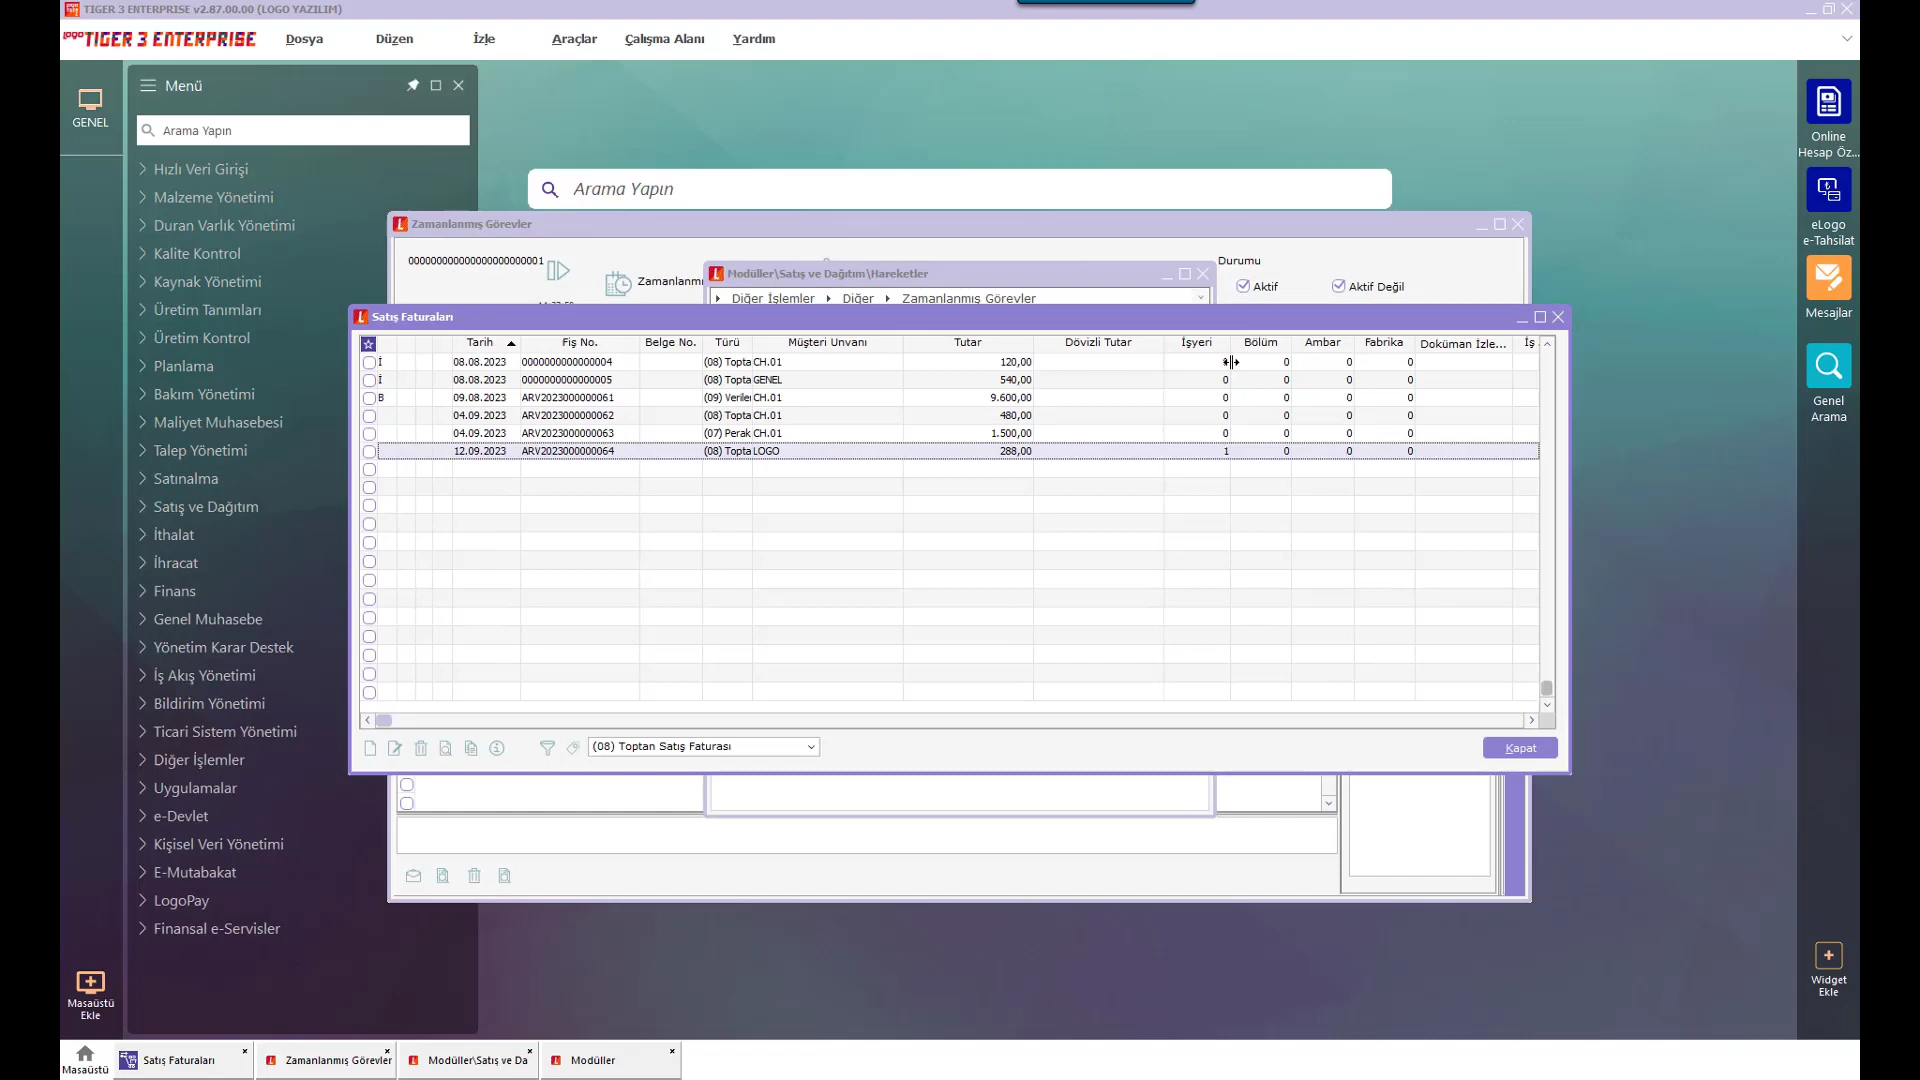 TIGER 3 ENTERPRISE v2.87.00.00 (LOGO YAZILIM)
LOGO TIGER 3 ENTERPRISE
Dosya Düzen İzle Araçlar Çalışma Alanı Yardım
GENEL
Menü
Arama Yapın
Hızlı Veri Girişi
Malzeme Yönetimi
Duran Varlık Yönetimi
Kalite Kontrol
Kaynak Yönetimi
Üretim Tanımları
Üretim Kontrol
Planlama
Bakım Yönetimi
Maliyet Muhasebesi
Talep Yönetimi
Satınalma
Satış ve Dağıtım
İthalat
İhracat
Finans
Genel Muhasebe
Yönetim Karar Destek
İş Akış Yönetimi
Bildirim Yönetimi
Ticari Sistem Yönetimi
Diğer İşlemler
Uygulamalar
e-Devlet
Kişisel Veri Yönetimi
E-Mutabakat
LogoPay
Finansal e-Servisler
Masaüstü
Ekle
Arama Yapın
Zamanlanmış Görevler
Zamanlanmı
Durumu
Aktif Aktif Değil
Modüller\Satış ve Dağıtım\Hareketler
Diğer İşlemler Diğer Zamanlanmış Görevler
Satış Faturaları
Tarih Fiş No. Belge No. Türü Müşteri Unvanı Tutar Dövizli Tutar İşyeri Bölüm Ambar Fabrika Doküman İzle... İş
İ 08.08.2023 0000000000000004 (08) Topta CH.01 120,00 0 0 0
İ 08.08.2023 0000000000000005 (08) Topta GENEL 540,00 0 0 0 0
B 09.08.2023 ARV2023000000061 (09) Verile CH.01 9.600,00 0 0 0 0
04.09.2023 ARV2023000000062 (08) Topta CH.01 480,00 0 0 0 0
04.09.2023 ARV2023000000063 (07) Perak CH.01 1.500,00 0 0 0 0
12.09.2023 ARV2023000000064 (08) Topta LOGO 288,00 1 0 0 0
(08) Toptan Satış Faturası
Kapat
Online
Hesap Öz...
eLogo
e-Tahsilat
Mesajlar
Genel
Arama
Widget
Ekle
Masaüstü
Satış Faturaları
Zamanlanmış Görevler
Modüller\Satış ve Da
Modüller